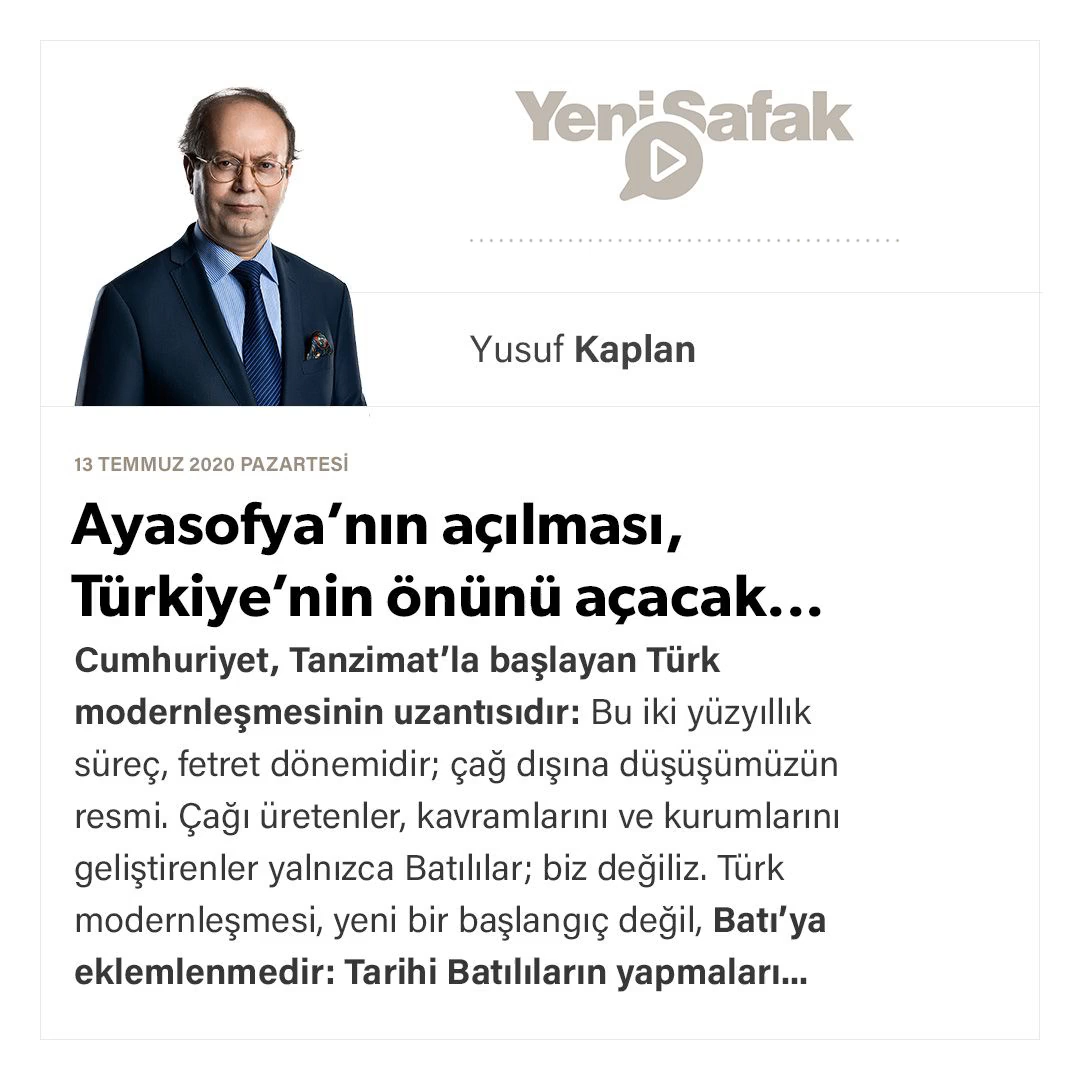 Yeni Şafak
Yusuf Kaplan
13 TEMMUZ 2020 PAZARTESİ
Ayasofya’nın açılması,
Türkiye’nin önünü açacak...
Cumhuriyet, Tanzimat’la başlayan Türk
modernleşmesinin uzantısıdır: Bu iki yüzyıllık
süreç, fetret dönemidir; çağ dışına düşüşümüzün
resmi. Çağı üretenler, kavramlarını ve kurumlarını
geliştirenler yalnızca Batılılar; biz değiliz. Türk
modernleşmesi, yeni bir başlangıç değil, Batı’ya
eklemlenmedir: Tarihi Batılıların yapmaları...